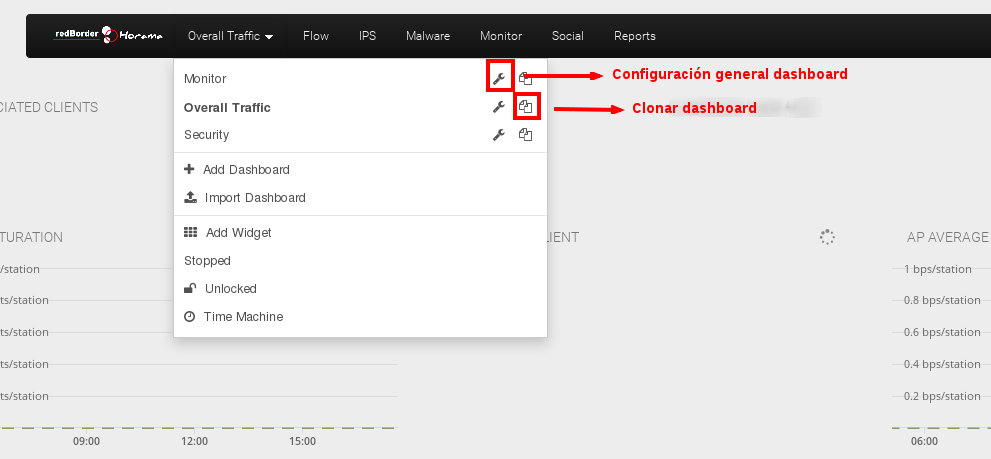 redBorder Horama Overall Traffic Flow IPS Malware Monitor Social Reports
Monitor
Configuración general dashboard
CIATED CLIENTS
Overall Traffic
Clonar dashboard
Security
Add Dashboard
Import Dashboard
TURATION
Add Widget
LIENT
AP AVERAGE
/station
Stopped
1 bps/station
ts/station
Unlocked
0.8 bps/station
ts/station
Time Machine
0.6 bps/station
ts/station
0.4 bps/station
ts/station
0.2 bps/station
09:00 12:00 15:00
06:00